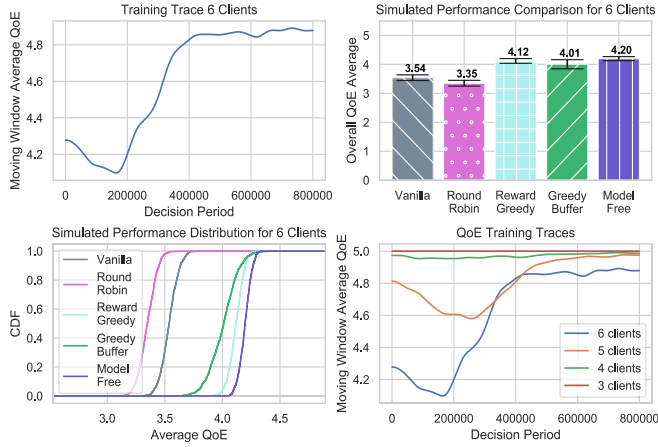 Training Trace 6 Clients
Moving Window Average QoE
4.8
4.6
4.4
4.2
0
200000
400000
600000
800000
Decision Period
Simulated Performance Comparison for 6 Clients
Overall QoE Average
5
4
3
2
1
0
3.54
3.35
4.12
4.01
4.20
Vanilla
Round
Robin
Reward
Greedy
Greedy
Buffer
Model
Free
Simulated Performance Distribution for 6 Clients
CDF
1.0
0.8
0.6
0.4
0.2
0.0
Vanilla
Round
Robin
Reward
Greedy
Greedy
Buffer
Model
Free
3.0
3.5
4.0
4.5
Average QoE
QoE Training Traces
Moving Window Average QoE
5.0
4.8
4.6
4.4
4.2
6 clients
5 clients
4 clients
3 clients
0
200000
400000
600000
800000
Decision Period